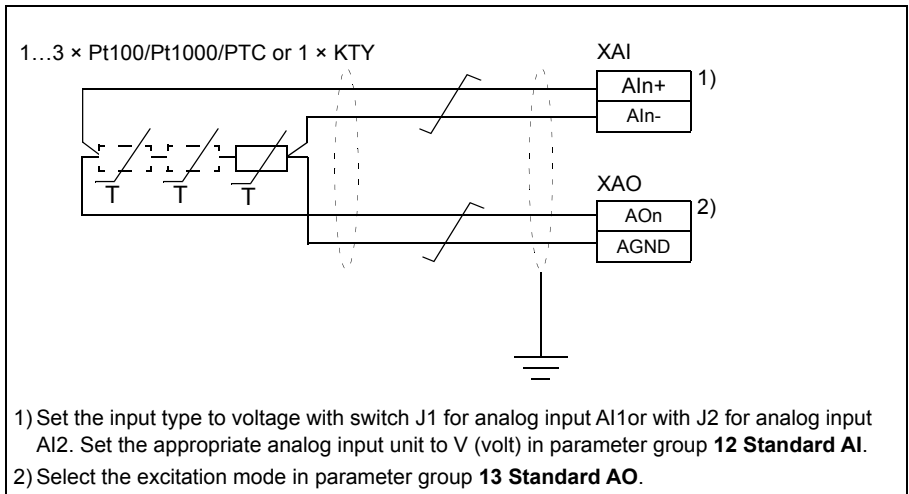 1…3 × Pt100/Pt1000/PTC or 1 × KTY
XAI
AIn+
1)
AIn-
T
T
T
XAO
AOn
2)
AGND
1) Set the input type to voltage with switch J1 for analog input AI1or with J2 for analog input
AI2. Set the appropriate analog input unit to V (volt) in parameter group 12 Standard AI.
2) Select the excitation mode in parameter group 13 Standard AO.